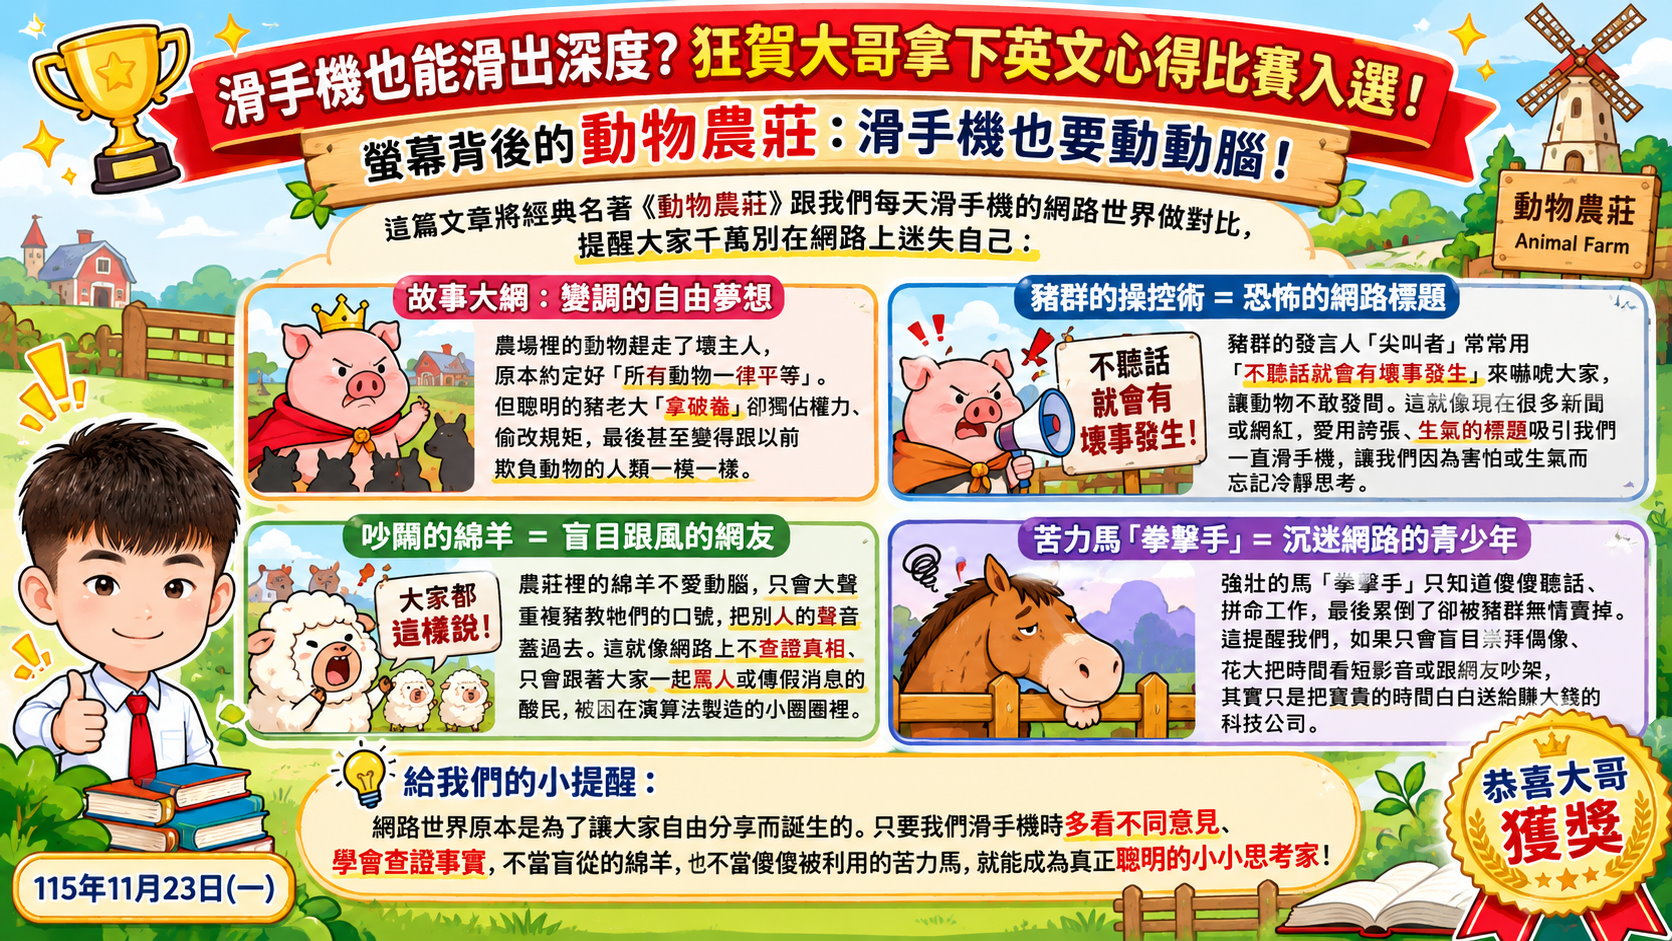 滑手機也能滑出深度？狂賀大哥拿下英文心得比賽入選！
螢幕背後的動物農莊：滑手機也要動動腦！
動物農莊
Animal Farm
這篇文章將經典名著《動物農莊》跟我們每天滑手機的網路世界做對比，
提醒大家千萬別在網路上迷失自己：
故事大綱：變調的自由夢想
農場裡的動物趕走了壞主人，
原本約定好「所有動物一律平等」。
但聰明的豬老大「拿破崙」卻獨佔權力、
偷改規矩，最後甚至變得跟以前
欺負動物的人類一模一樣。
豬群的操控術 = 恐怖的網路標題
不聽話
就會有
壞事發生！
豬群的發言人「尖叫者」常常用
「不聽話就會有壞事發生」來嚇唬大家，
讓動物不敢發問。這就像現在很多新聞
或網紅，愛用誇張、生氣的標題吸引我們
一直滑手機，讓我們因為害怕或生氣而
忘記冷靜思考。
吵鬧的綿羊 = 盲目跟風的網友
大家都
這樣說！
農莊裡的綿羊不愛動腦，只會大聲
重複豬教牠們的口號，把別人的聲音
蓋過去。這就像網路上不查證真相、
只會跟著大家一起罵人或傳假消息的
酸民，被困在演算法製造的小圈圈裡。
苦力馬「拳擊手」= 沉迷網路的青少年
強壯的馬「拳擊手」只知道傻傻聽話、
拼命工作，最後累倒了卻被豬群無情賣掉。
這提醒我們，如果只會盲目崇拜偶像、
花大把時間看短影音或跟網友吵架，
其實只是把寶貴的時間白白送給賺大錢的
科技公司。
給我們的小提醒：
網路世界原本是為了讓大家自由分享而誕生的。只要我們滑手機時多看不同意見、
學會查證事實，不當盲從的綿羊，也不當傻傻被利用的苦力馬，就能成為真正聰明的小小思考家！
115年11月23日(一)
恭喜大哥
獲獎